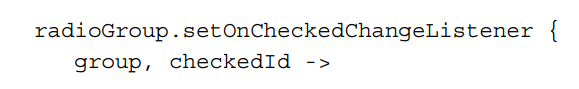 radioGroup.setOnCheckedChangeListener {
group, checkedId ->